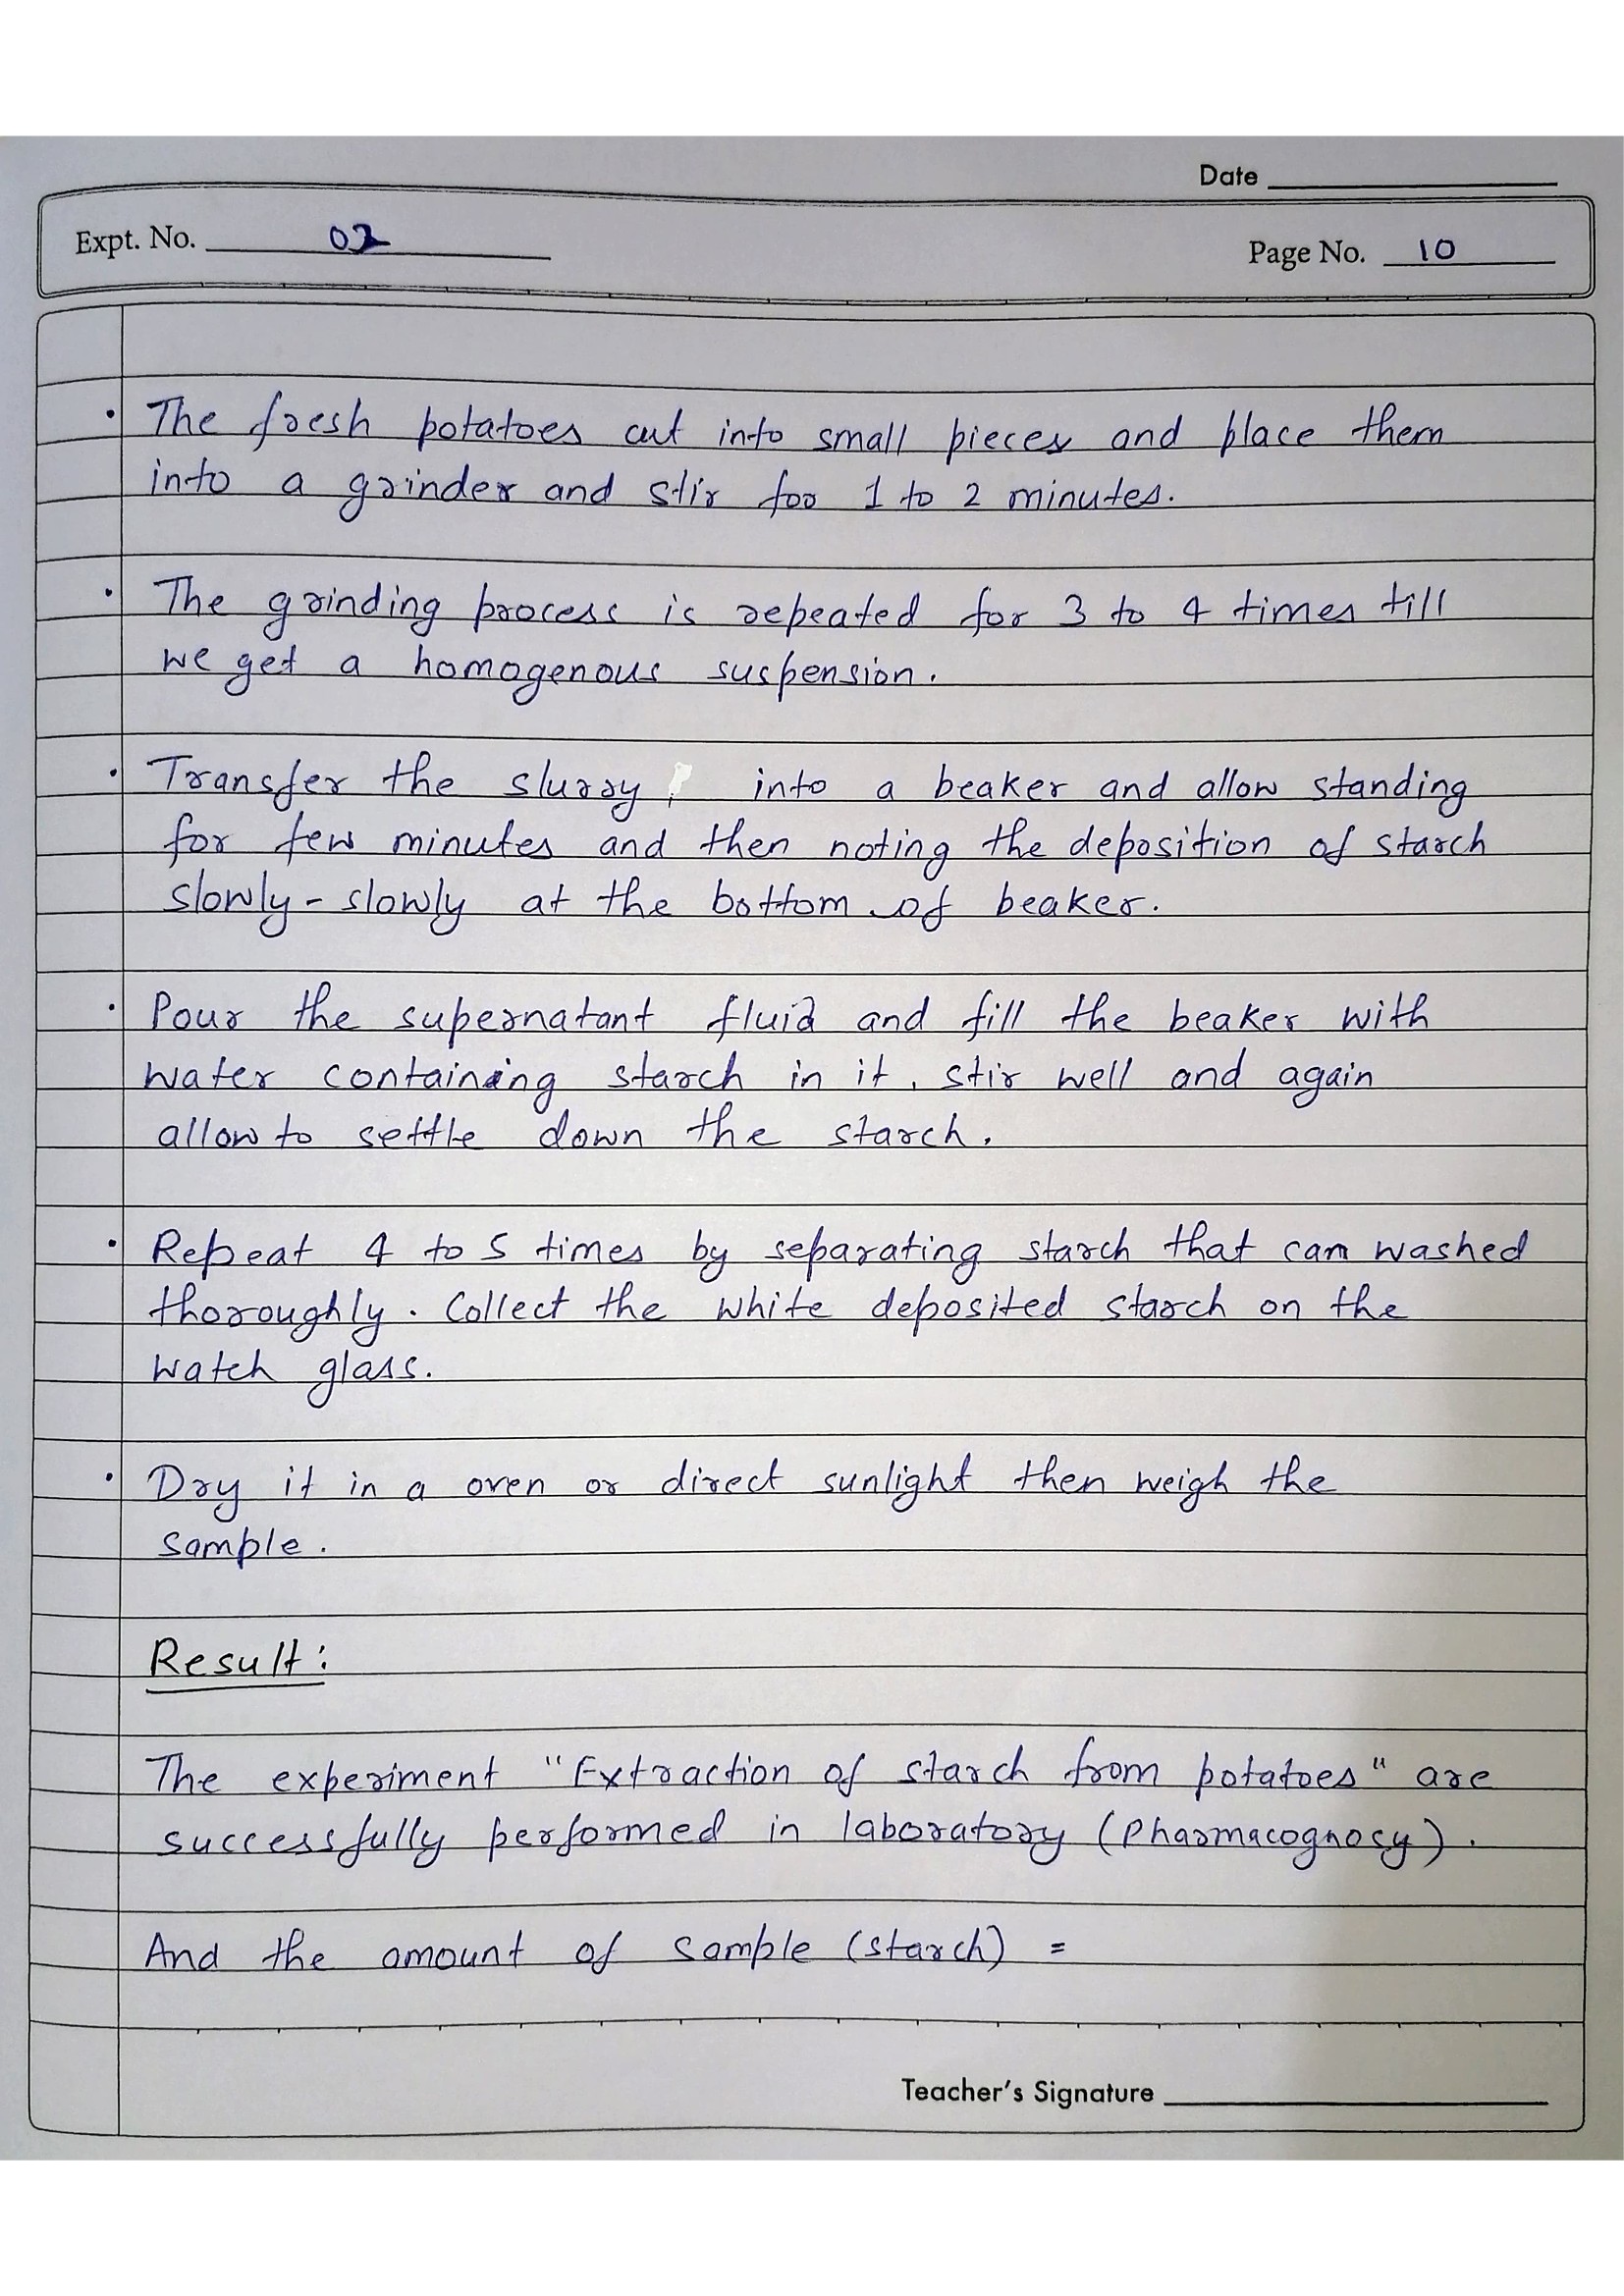 Date
Expt. No. 02
Page No. 10
• The fresh potatoes cut into small pieces and place them
into a grinder and stir for 1 to 2 minutes.
• The grinding process is repeated for 3 to 4 times till
we get a homogenous suspension.
• Transfer the slurry into a beaker and allow standing
for few minutes and then noting the deposition of starch
slowly-slowly at the bottom of beaker.
• Pour the supernatant fluid and fill the beaker with
water containing starch in it, stir well and again
allow to settle down the starch.
• Repeat 4 to 5 times by separating starch that can washed
thoroughly. Collect the white deposited starch on the
watch glass.
• Dry it in a oven or direct sunlight then weigh the
sample.
Result:
The experiment "Extraction of starch from potatoes" are
successfully performed in laboratory (Pharmacognosy).
And the amount of sample (starch) =
Teacher's Signature